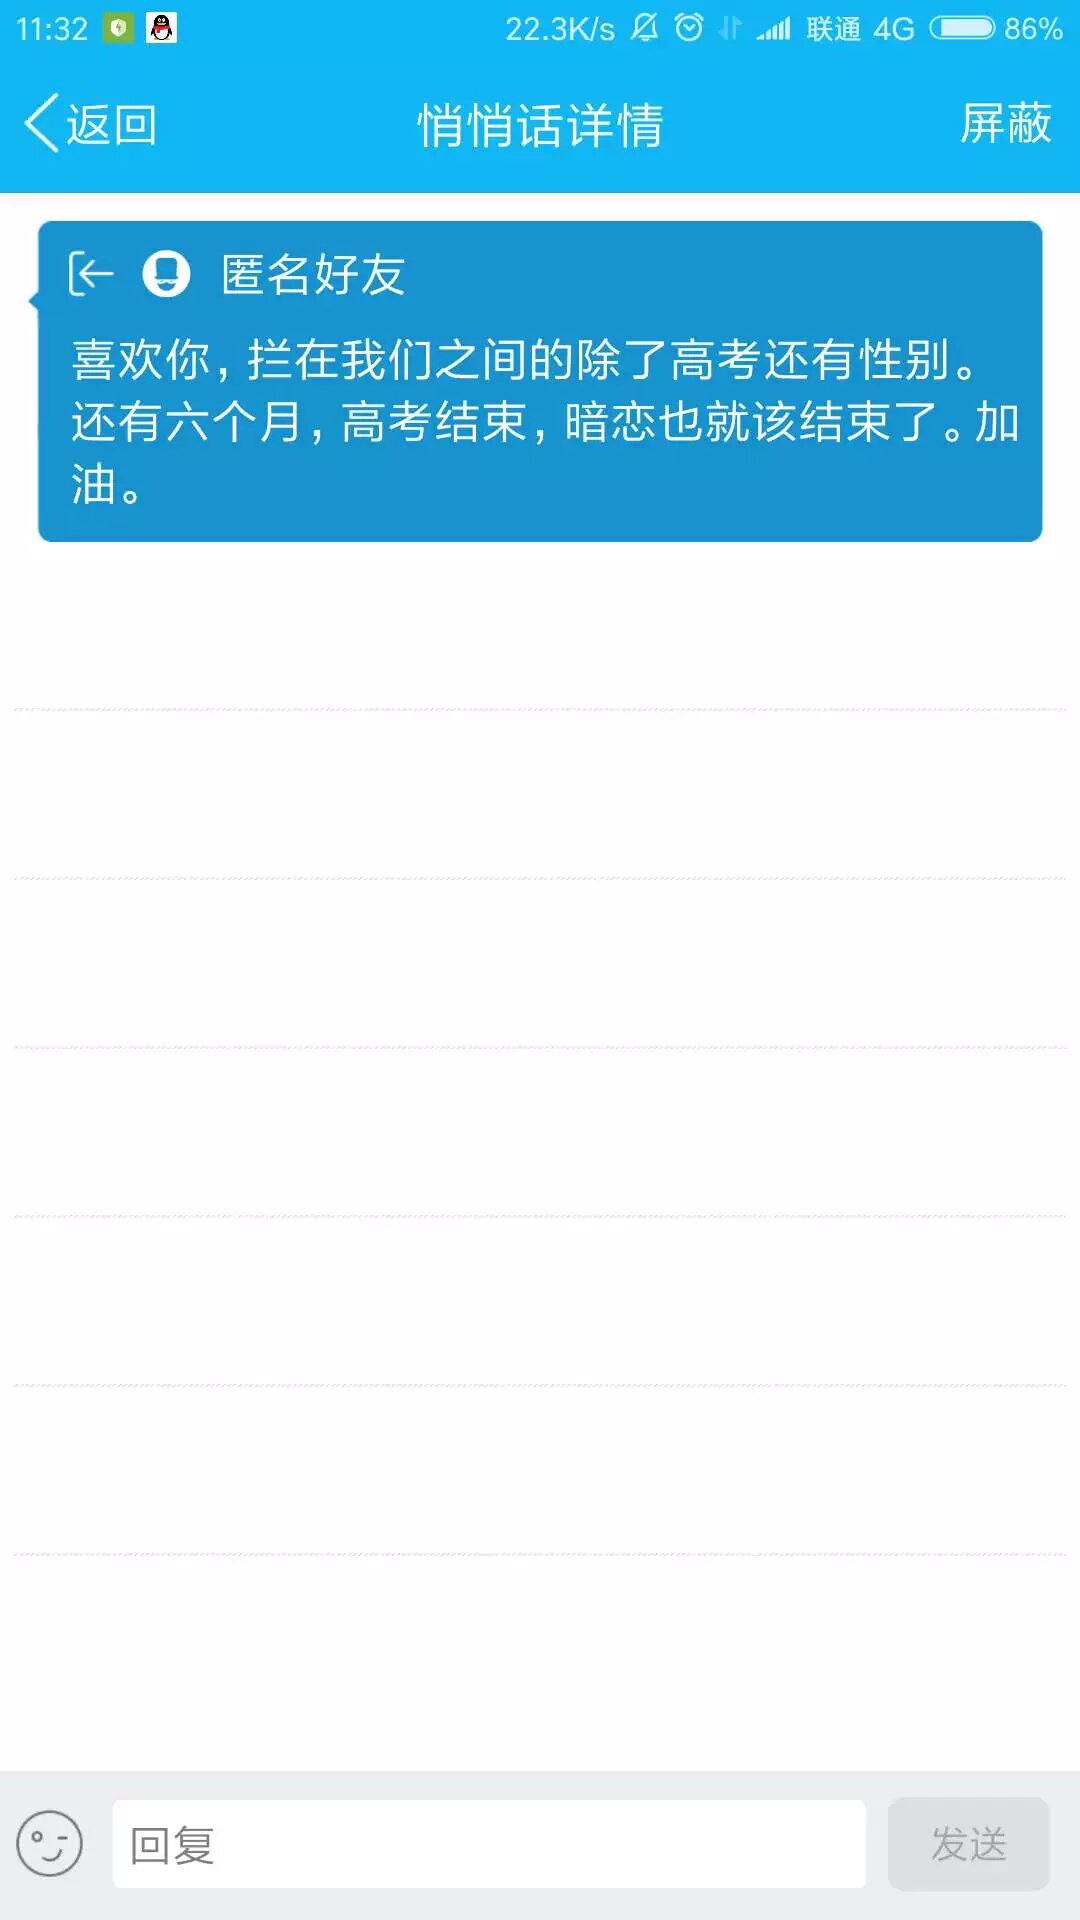 11:32 22.3K/s 联通 4G 86%
返回 悄悄话详情 屏蔽
匿名好友
喜欢你，拦在我们之间的除了高考还有性别。
还有六个月，高考结束，暗恋也就该结束了。加
油。
回复 发送